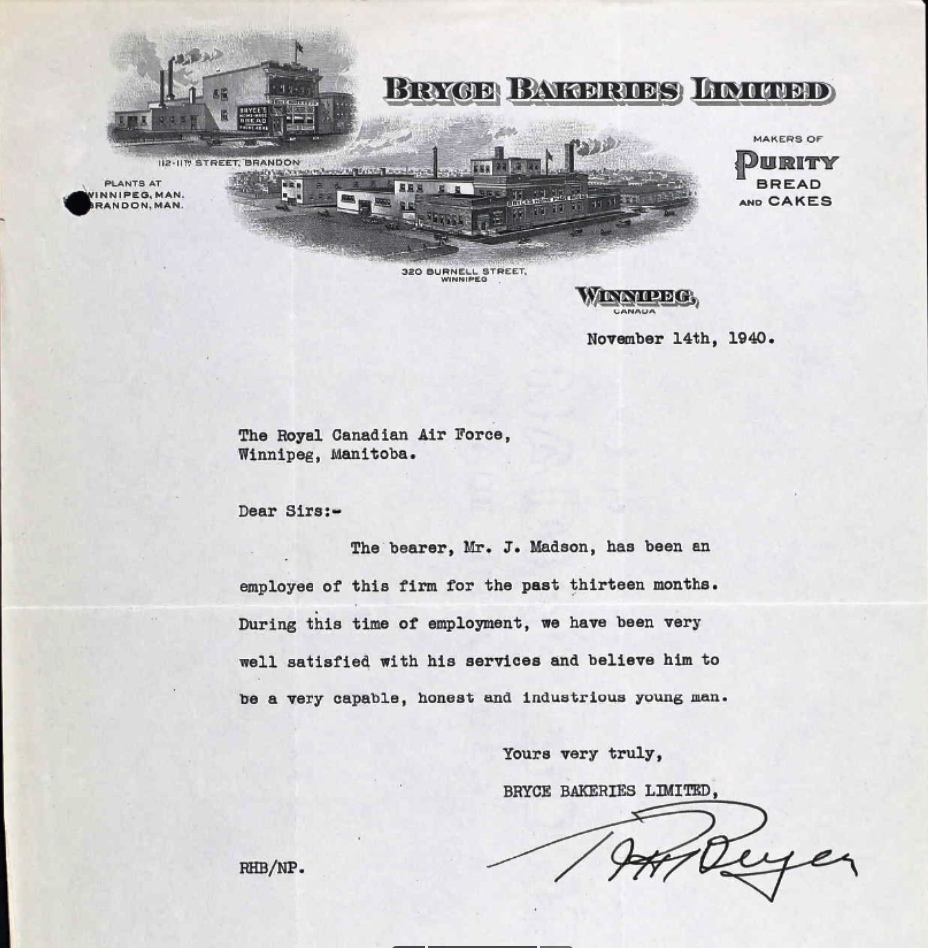 BRYCE BAKERIES LIMITED
BRYCE'S
HOME-MADE
BREAD
112-11TH STREET, BRANDON
MAKERS OF
PURITY
BREAD
AND CAKES
PLANTS AT
WINNIPEG, MAN.
BRANDON, MAN.
320 BURNELL STREET,
WINNIPEG
WINNIPEG,
CANADA
November 14th, 1940.
The Royal Canadian Air Force,
Winnipeg, Manitoba.
Dear Sirs:-
The bearer, Mr. J. Madson, has been an
employee of this firm for the past thirteen months.
During this time of employment, we have been very
well satisfied with his services and believe him to
be a very capable, honest and industrious young man.
Yours very truly,
BRYCE BAKERIES LIMITED,
RHB/NP.